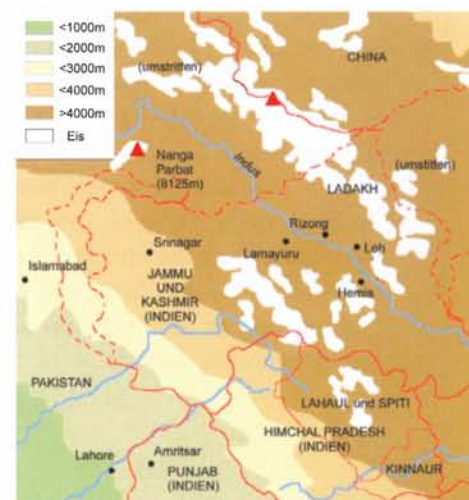 <1000m
<2000m
<3000m
<4000m
>4000m
Eis
(umstritten)
CHINA
Nanga
Parbat
(8125m)
Indus
(umstitten)
LADAKH
Rizong
Srinagar
Lamayuru
Leh
Islamabad
JAMMU
UND
KASHMIR
(INDIEN)
Hemis
PAKISTAN
LAHAUL und SPITI
HIMCHAL PRADESH
(INDIEN)
Lahore
Amritsar
KINNAUR
PUNJAB
(INDIEN)